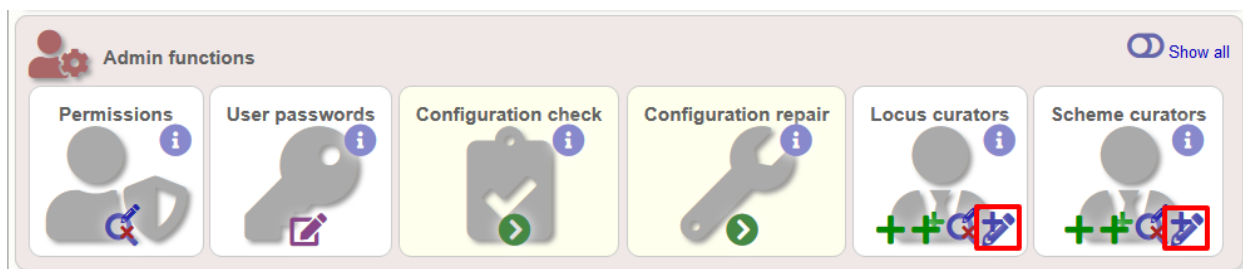 Admin functions
Show all
Permissions
User passwords
Configuration check
Configuration repair
Locus curators
Scheme curators